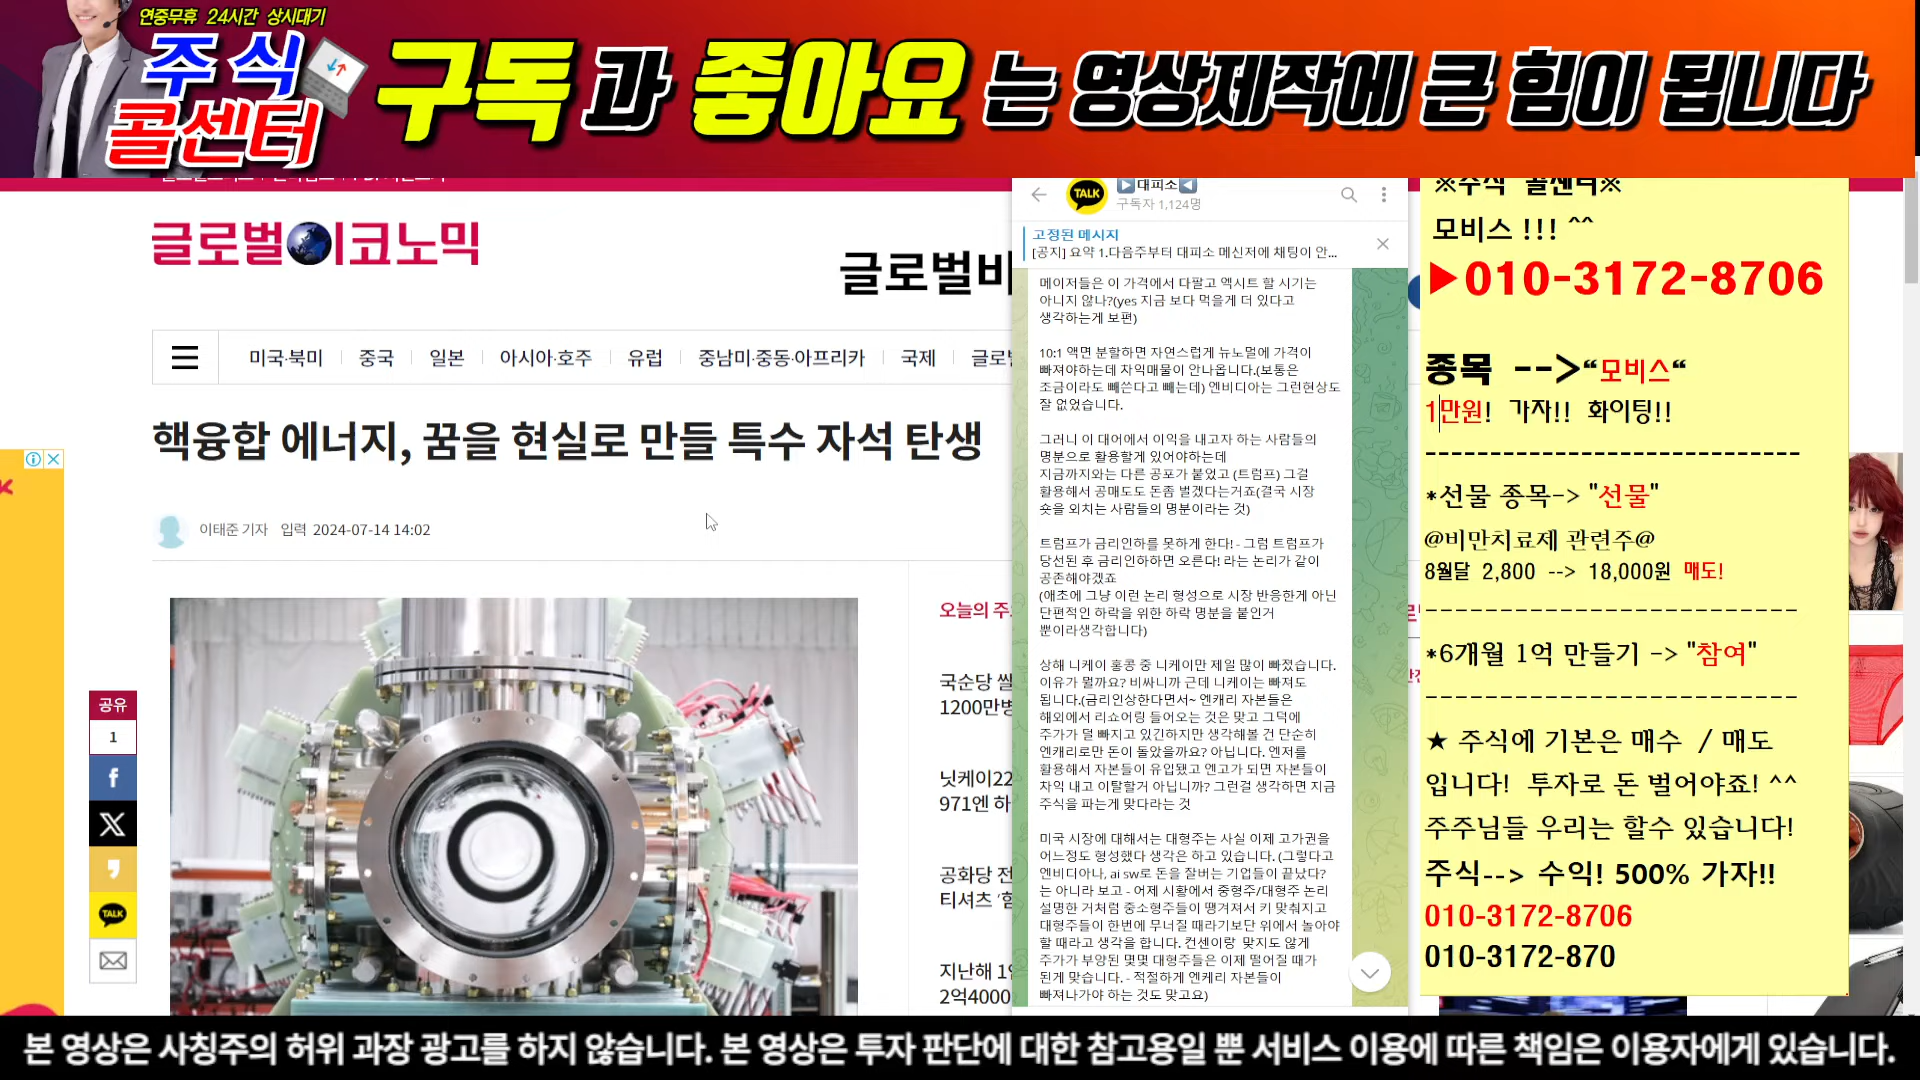 연중무휴 24시간 상시대기
주식
콜센터
구독과 좋아요는 영상제작에 큰 힘이 됩니다
글로벌이코노믹
글로벌비
미국·북미
중국
일본
아시아·호주
유럽
중남미·중동·아프리카
국제
핵융합 에너지, 꿈을 현실로 만들 특수 자석 탄생
이태준 기자 입력 2024-07-14 14:02
공유
1
TALK
오늘의 주
국순당 쌀
1200만병
닛케이22
971엔 하
공화당 전
티셔츠 '험
지난해 1인
2억4000
TALK
▶대피소◀
구독자 1,124명
고정된 메시지
[공지] 요약 1.다음주부터 대피소 메신저에 채팅이 안...
메이저들은 이 가격에서 다팔고 엑시트 할 시기는
아니지 않나?(yes 지금 보다 먹을게 더 있다고
생각하는게 보편)
10:1 액면 분할하면 자연스럽게 뉴노멀에 가격이
빠져야하는데 자익매물이 안나옵니다.(보통은
조금이라도 빼쓴다고 빼는데) 엔비디아는 그런현상도
잘 없었습니다.
그러니 이 대어에서 이익을 내고자 하는 사람들의
명분으로 활용할게 있어야하는데
지금까지와는 다른 공포가 붙었고 (트럼프) 그걸
활용해서 공매도도 돈좀 벌겠다는거죠(결국 시장
숏을 외치는 사람들의 명분이라는 것)
트럼프가 금리인하를 못하게 한다! - 그럼 트럼프가
당선된 후 금리인하하면 오른다! 라는 논리가 같이
공존해야겠죠
(애초에 그냥 이런 논리 형성으로 시장 반응한게 아닌
단편적인 하락을 위한 하락 명분을 붙인거
뿐이라생각합니다)
상해 니케이 홍콩 중 니케이만 제일 많이 빠졌습니다.
이유가 뭘까요? 비싸니까 근데 니케이는 빠져도
됩니다.(금리인상한다면서~ 엔캐리 자본들은
해외에서 리쇼어링 들어오는 것은 맞고 그덕에
주가가 덜 빠지고 있긴하지만 생각해볼 건 단순히
엔캐리로만 돈이 돌았을까요? 아닙니다. 엔저를
활용해서 자본들이 유입됐고 엔고가 되면 자본들이
차익 내고 이탈할거 아닙니까? 그런걸 생각하면 지금
주식을 파는게 맞다라는 것
미국 시장에 대해서는 대형주는 사실 이제 고가권을
어느정도 형성했다 생각은 하고 있습니다. (그렇다고
엔비디아나, ai sw로 돈을 잘버는 기업들이 끝났다?
는 아니라 보고 - 어제 시황에서 중형주/대형주 논리
설명한 거처럼 중소형주들이 땡겨져서 키 맞춰지고
대형주들이 한번에 무너질 때라기보단 위에서 놀아야
할 때라고 생각을 합니다. 컨센이랑 맞지도 않게
주가가 부양된 몇몇 대형주들은 이제 떨어질 때가
된게 맞습니다. - 적절하게 엔케리 자본들이
빠져나가야 하는 것도 맞고요)
※주식 콜센터※
모비스 !!! ^^
▶010-3172-8706
종목 -->“모비스“
1만원! 가자!! 화이팅!!
----------------------------
*선물 종목-> "선물"
@비만치료제 관련주@
8월달 2,800 --> 18,000원 매도!
----------------------------
*6개월 1억 만들기 -> "참여"
----------------------------
★ 주식에 기본은 매수 / 매도
입니다! 투자로 돈 벌어야죠! ^^
주주님들 우리는 할수 있습니다!
주식--> 수익! 500% 가자!!
010-3172-8706
010-3172-870
본 영상은 사칭주의 허위 과장 광고를 하지 않습니다. 본 영상은 투자 판단에 대한 참고용일 뿐 서비스 이용에 따른 책임은 이용자에게 있습니다.